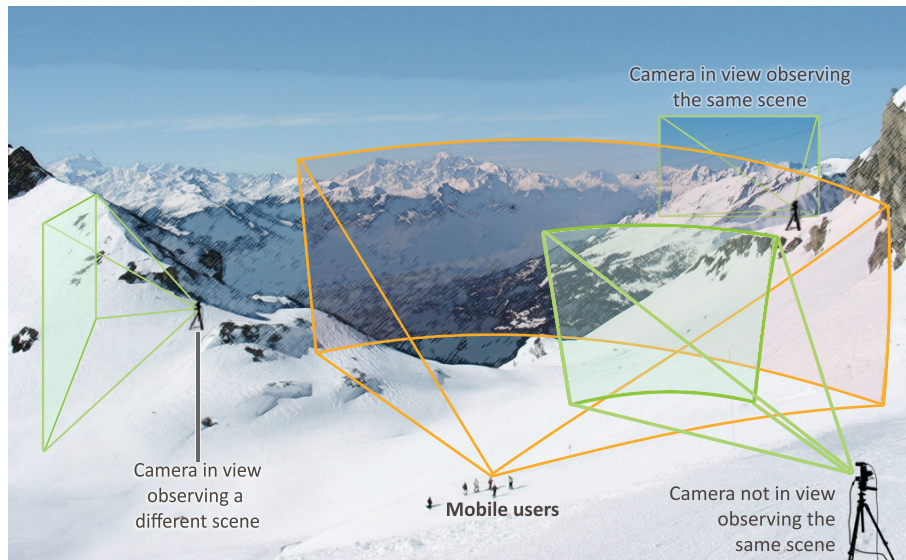 Camera in view observing
the same scene
Camera in view
observing a
different scene
Mobile users
Camera not in view
observing the
same scene